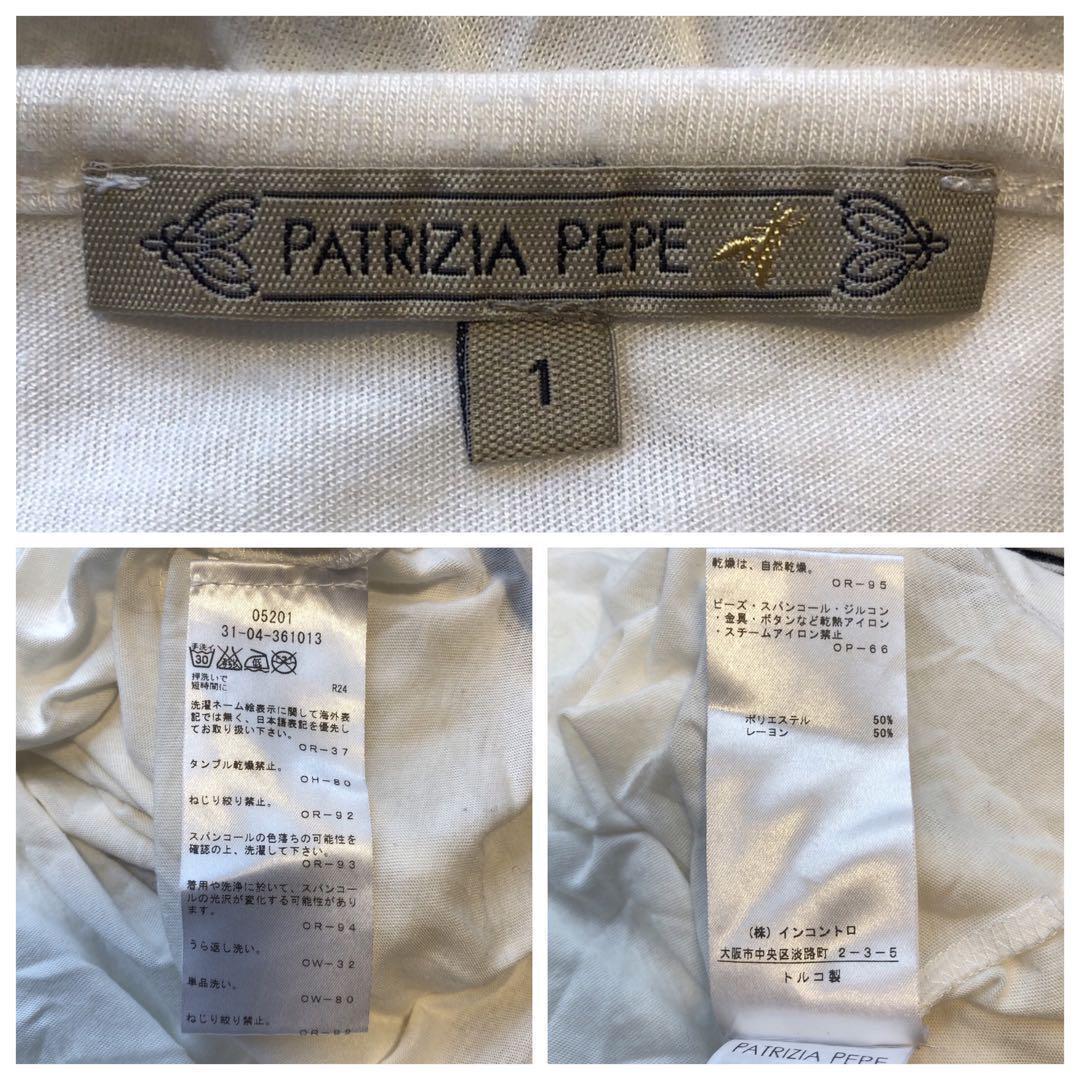 PATRIZIA PEPE
1
05201
31-04-361013
手洗イ
30
押洗いで
短時間に
R24
洗濯ネーム絵表示に関して海外表
記では無く、日本語表記を優先し
てお取り扱い下さい。
OR-37
タンブル乾燥禁止。
OH-80
ねじり絞り禁止。
OR-92
スパンコールの色落ちの可能性を
確認の上、洗濯して下さい。
OR-93
着用や洗浄に於いて、スパンコー
ルの光沢が変化する可能性があり
ます。
OR-94
うら返し洗い。
OW-32
単品洗い。
OW-80
ねじり絞り禁止。
OR-92
乾燥は、自然乾燥。
OR-95
ビーズ・スパンコール・ジルコン
・金具・ボタンなど乾熱アイロン
・スチームアイロン禁止
OP-66
ポリエステル 50%
レーヨン 50%
(株)インコントロ
大阪市中央区淡路町 2-3-5
トルコ製
PATRIZIA PEPE